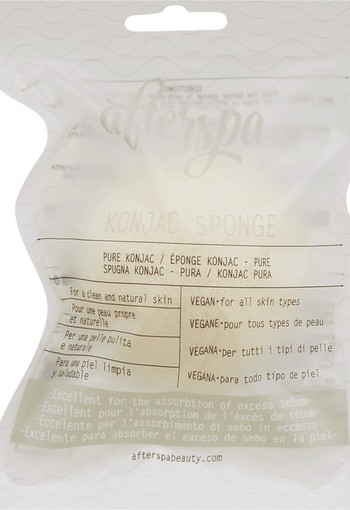 afterspa
KONJAC SPONGE
PURE KONJAC / ÉPONGE KONJAC - PURE
SPUGNA KONJAC - PURA / KONJAC PURA
For a clean and natural skin
Pour une peau propre
et naturelle
Per una pelle pulita
e naturale
Para una piel limpia
y saludable
VEGAN·for all skin types
VEGANE·pour tous types de peau
VEGANA·per tutti i tipi di pelle
VEGANA·para todo tipo de piel
-Excellent for the assorbtion of excess sebum-
-Excellent pour l'absorption de l'éxcès de sébum-
-Eccelente per l'assorbimento di sebo in eccesso-
-Excelente para absorber el exceso de sebo en la piel-
afterspabeauty.com